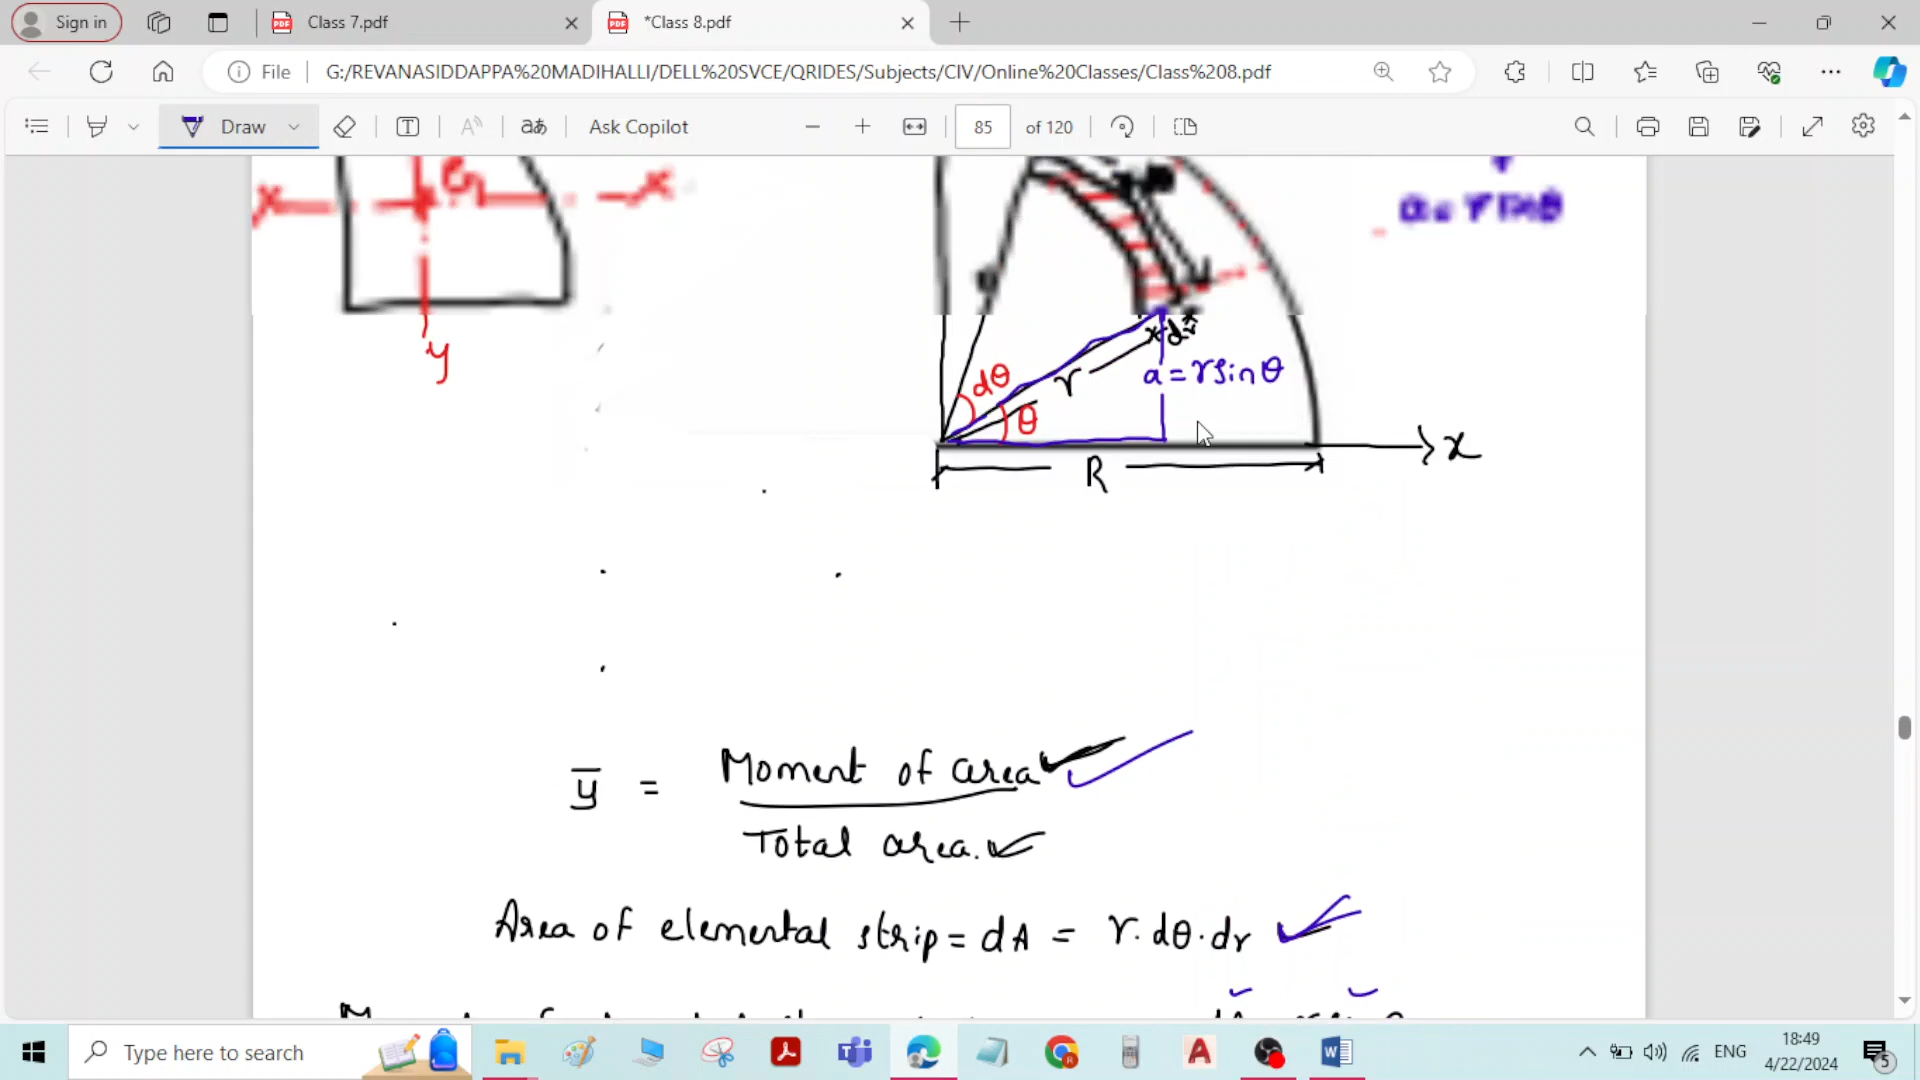 Sign in
Class 7.pdf
*Class 8.pdf
File
G:/REVANASIDDAPPA%20MADIHALLI/DELL%20SVCE/QRIDES/Subjects/CIV/Online%20Classes/Class%208.pdf
Draw
Ask Copilot
85 of 120
x
x
y
dθ
θ
r
dr
a = r sin θ
R
x
y̅ = Moment of area
Total area.
Area of elemental strip = dA = r. dθ. dr
Type here to search
ENG
18:49
4/22/2024
5